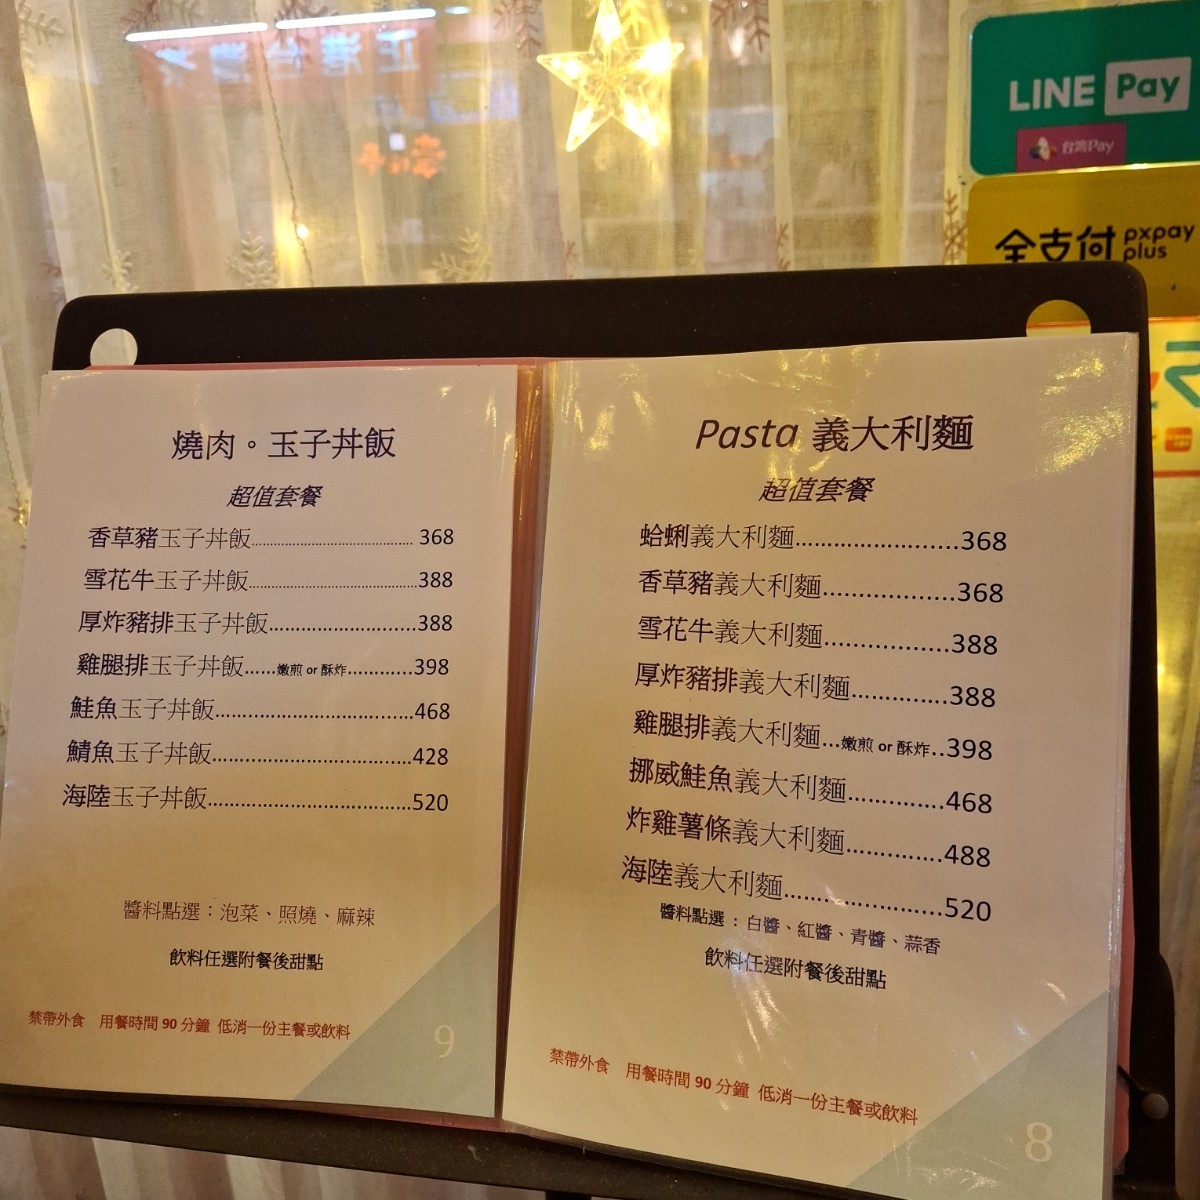 LINE Pay
台灣Pay
全支付 pxpay plus
燒肉。玉子丼飯
超值套餐
香草豬玉子丼飯........................................ 368
雪花牛玉子丼飯........................................388
厚炸豬排玉子丼飯............................388
雞腿排玉子丼飯......嫩煎 or 酥炸............398
鮭魚玉子丼飯......................................468
鯖魚玉子丼飯......................................428
海陸玉子丼飯.......................................520
醬料點選：泡菜、照燒、麻辣
飲料任選附餐後甜點
禁帶外食 用餐時間 90 分鐘 低消一份主餐或飲料
9
Pasta 義大利麵
超值套餐
蛤蜊義大利麵.........................368
香草豬義大利麵....................368
雪花牛義大利麵...................388
厚炸豬排義大利麵..............388
雞腿排義大利麵...嫩煎 or 酥炸..398
挪威鮭魚義大利麵..............468
炸雞薯條義大利麵..............488
海陸義大利麵.......................520
醬料點選：白醬、紅醬、青醬、蒜香
飲料任選附餐後甜點
禁帶外食 用餐時間 90 分鐘 低消一份主餐或飲料
8